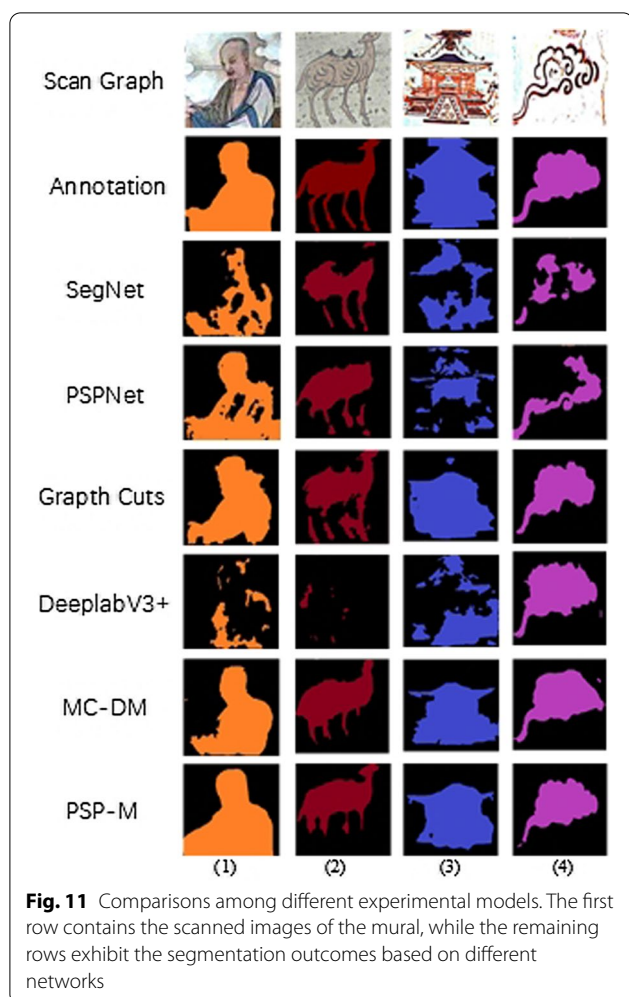 Scan Graph
Annotation
SegNet
PSPNet
Grapth Cuts
DeeplabV3+
MC-DM
PSP-M
(1) (2) (3) (4)
Fig. 11 Comparisons among different experimental models. The first
row contains the scanned images of the mural, while the remaining
rows exhibit the segmentation outcomes based on different
networks